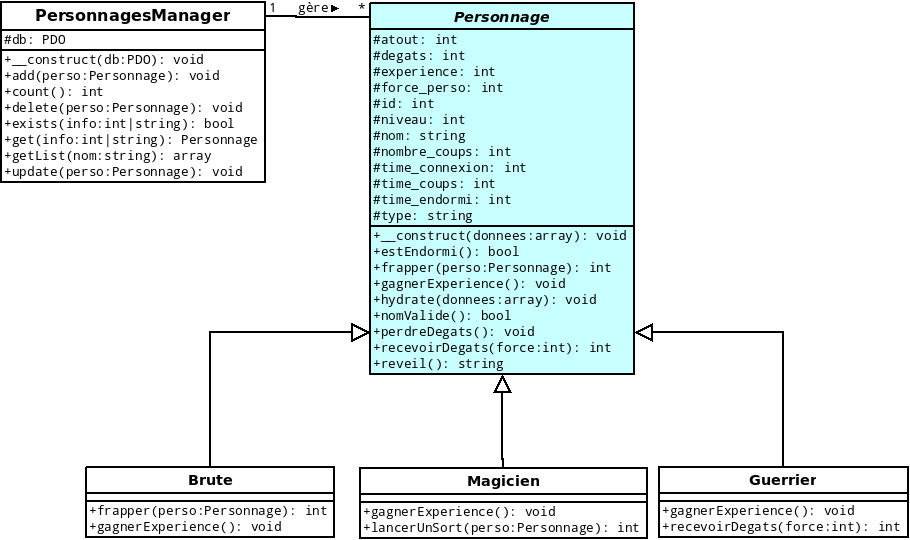 PersonnagesManager
#db: PDO
+__construct(db:PDO): void
+add(perso:Personnage): void
+count(): int
+delete(perso:Personnage): void
+exists(info:int|string): bool
+get(info:int|string): Personnage
+getList(nom:string): array
+update(perso:Personnage): void
1 gère *
Personnage
#atout: int
#degats: int
#experience: int
#force_perso: int
#id: int
#niveau: int
#nom: string
#nombre_coups: int
#time_connexion: int
#time_coups: int
#time_endormi: int
#type: string
+__construct(donnees:array): void
+estEndormi(): bool
+frapper(perso:Personnage): int
+gagnerExperience(): void
+hydrate(donnees:array): void
+nomValide(): bool
+perdreDegats(): void
+recevoirDegats(force:int): int
+reveil(): string
Brute
+frapper(perso:Personnage): int
+gagnerExperience(): void
Magicien
+gagnerExperience(): void
+lancerUnSort(perso:Personnage): int
Guerrier
+gagnerExperience(): void
+recevoirDegats(force:int): int